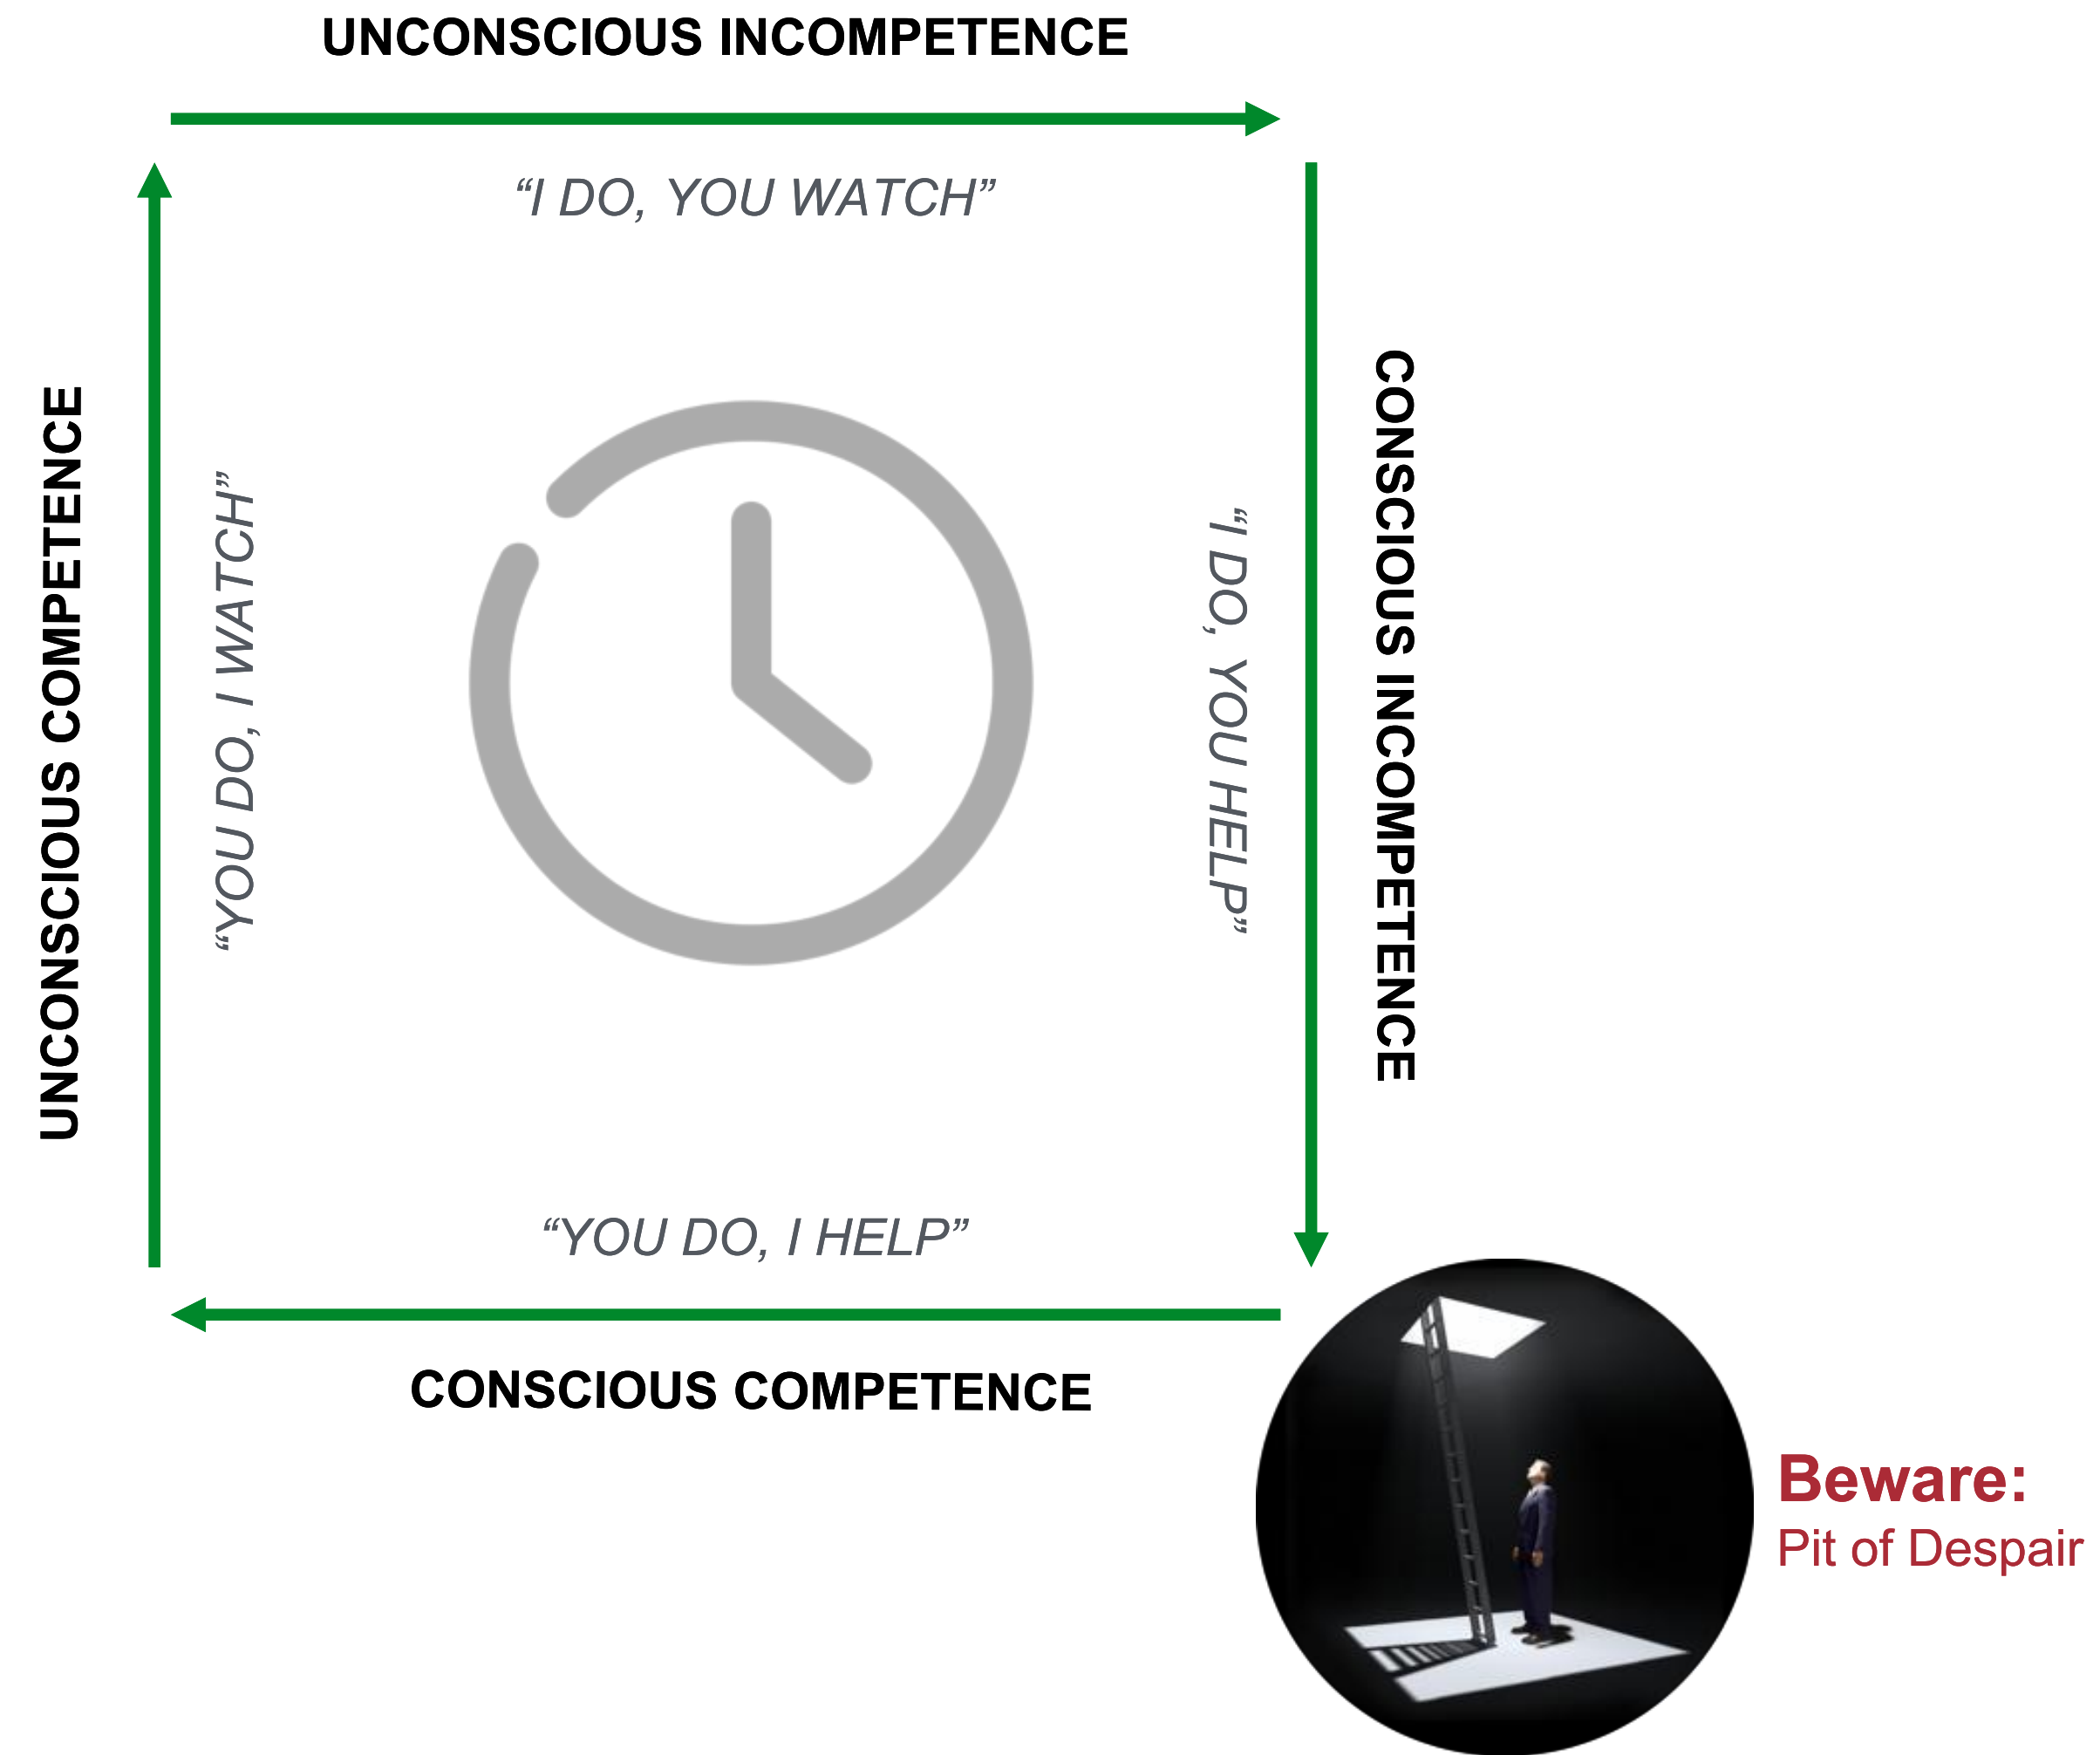 UNCONSCIOUS INCOMPETENCE
“I DO, YOU WATCH”
CONSCIOUS INCOMPETENCE
“I DO, YOU HELP”
“YOU DO, I HELP”
CONSCIOUS COMPETENCE
UNCONSCIOUS COMPETENCE
“YOU DO, I WATCH”
Beware:
Pit of Despair